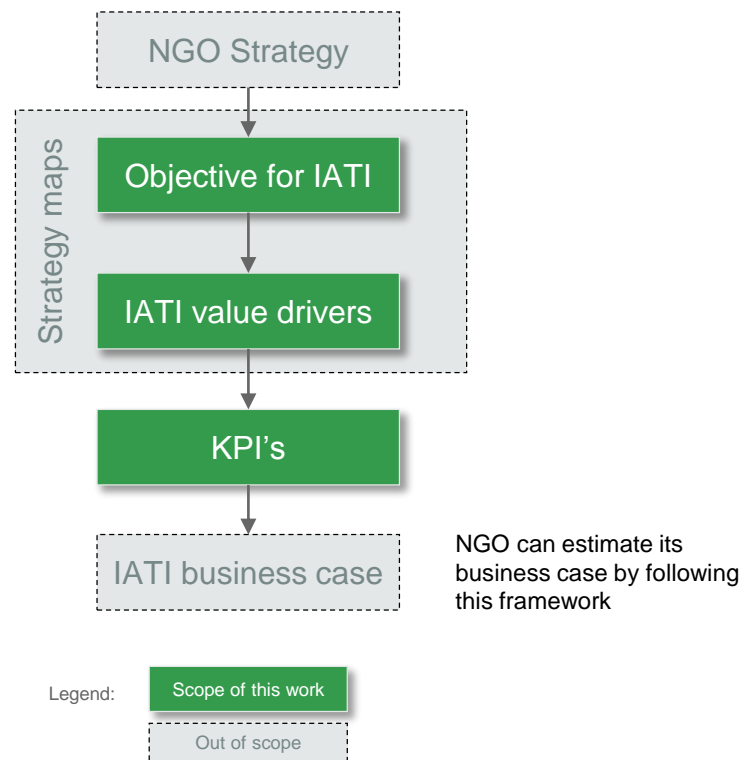 NGO Strategy
Strategy maps
Objective for IATI
IATI value drivers
KPI’s
IATI business case
NGO can estimate its
business case by following
this framework
Legend:
Scope of this work
Out of scope